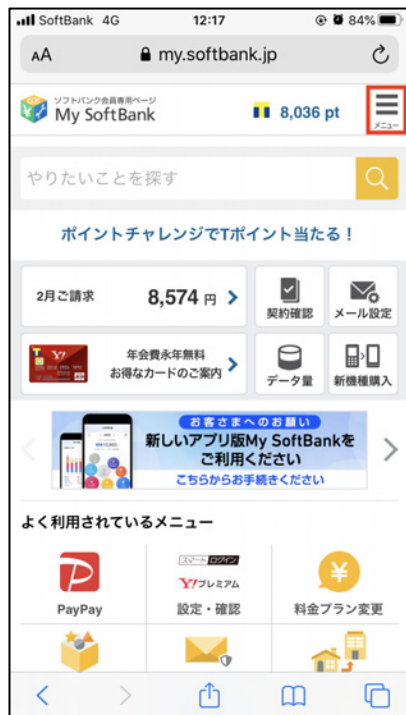 SoftBank 4G 12:17 84%
AA my.softbank.jp
ソフトバンク会員専用ページ
My SoftBank
8,036 pt
メニュー
やりたいことを探す
ポイントチャレンジでTポイント当たる！
2月ご請求 8,574 円
契約確認
メール設定
年会費永年無料
お得なカードのご案内
データ量
新機種購入
お客さまへのお願い
新しいアプリ版My SoftBankを
ご利用ください
こちらからお手続きください
よく利用されているメニュー
PayPay
スマートログイン
Y!プレミアム
設定・確認
料金プラン変更